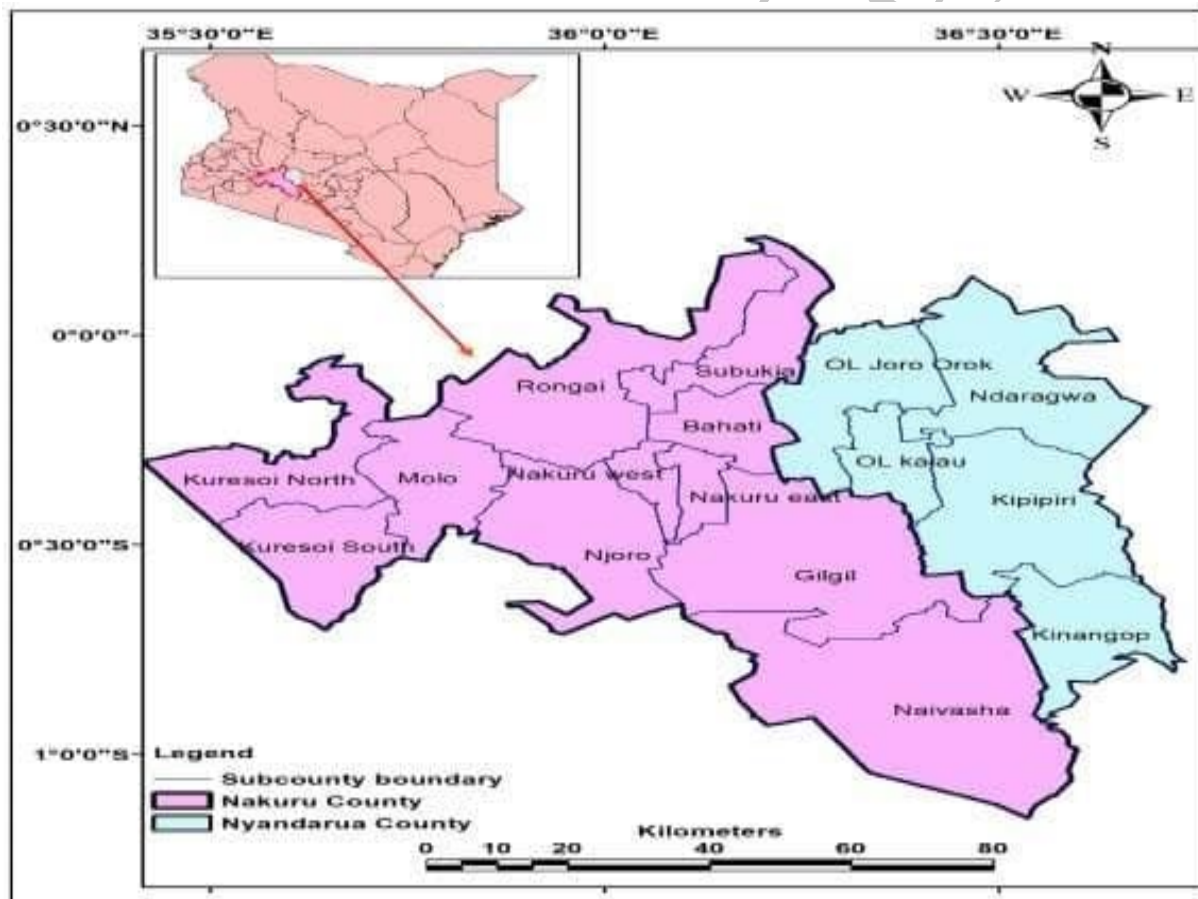 35°30'0"E 36°0'0"E 36°30'0"E
N
W E
S
0°30'0"N
0°0'0"
0°30'0"S
1°0'0"S
OL Joro Orok
Subukia
Rongai
Ndaragwa
Bahati
OL kalau
Nakuru west
Molo
Kuresoi North
Nakuru east
Kipipiri
Kuresoi South
Njoro
Gilgil
Kinangop
Naivasha
Legend
Subcounty boundary
Nakuru County
Nyandarua County
Kilometers
0 10 20 40 60 80